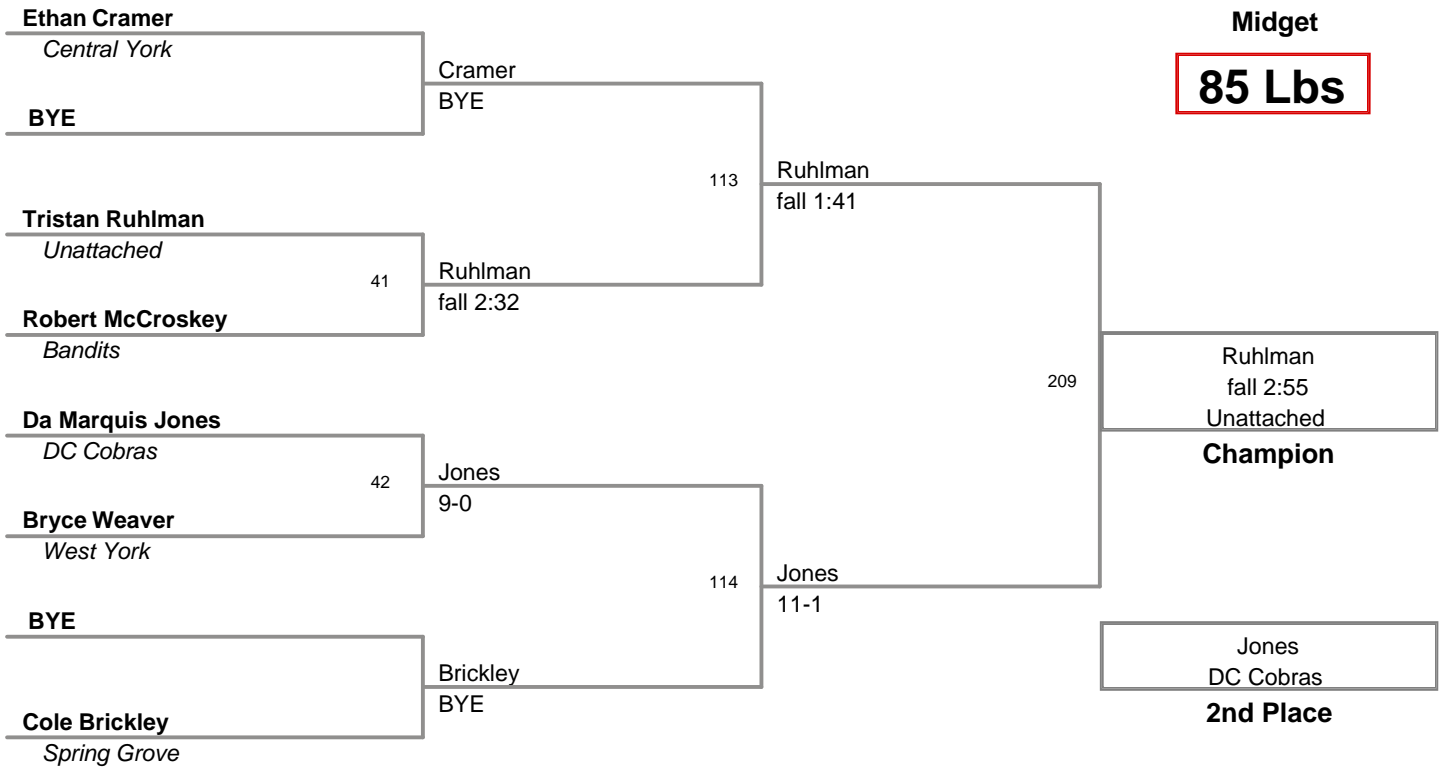 Ethan Cramer
Central York
BYE
Tristan Ruhlman
Unattached
41
Robert McCroskey
Bandits
Da Marquis Jones
DC Cobras
42
Bryce Weaver
West York
BYE
Cole Brickley
Spring Grove
Cramer
BYE
113
Ruhlman
fall 2:32
Jones
9-0
114
Brickley
BYE
Ruhlman
fall 1:41
209
Jones
11-1
Midget
85 Lbs
Ruhlman
fall 2:55
Unattached
Champion
Jones
DC Cobras
2nd Place